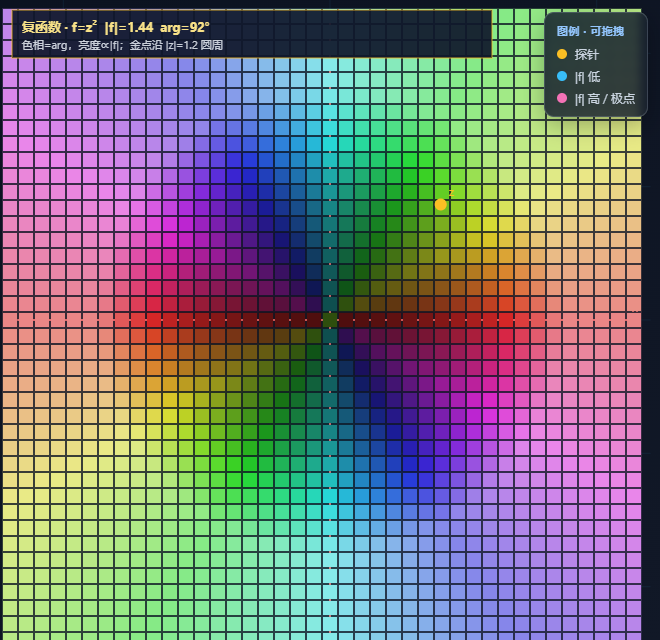 复函数 · f=z² |f|=1.44 arg=92°
色相=arg，亮度∝|f|；金点沿 |z|=1.2 圆周
图例 · 可拖拽
探针
|f| 低
|f| 高 / 极点
z